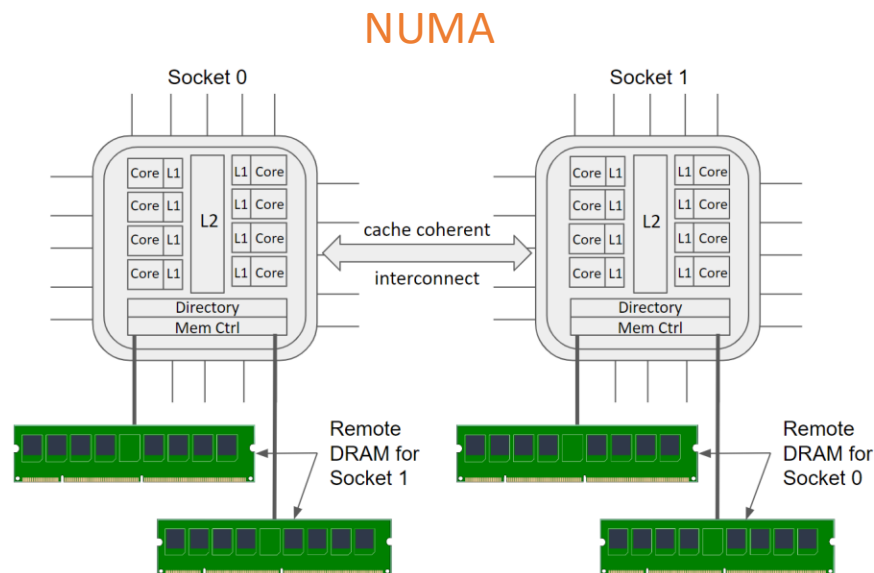 NUMA
Socket 0
Socket 1
Core L1
L1 Core
Core L1
L1 Core
Core L1
L1 Core
Core L1
L1 Core
L2
Directory
Mem Ctrl
cache coherent
interconnect
Core L1
L1 Core
Core L1
L1 Core
Core L1
L1 Core
Core L1
L1 Core
L2
Directory
Mem Ctrl
Remote
DRAM for
Socket 1
Remote
DRAM for
Socket 0